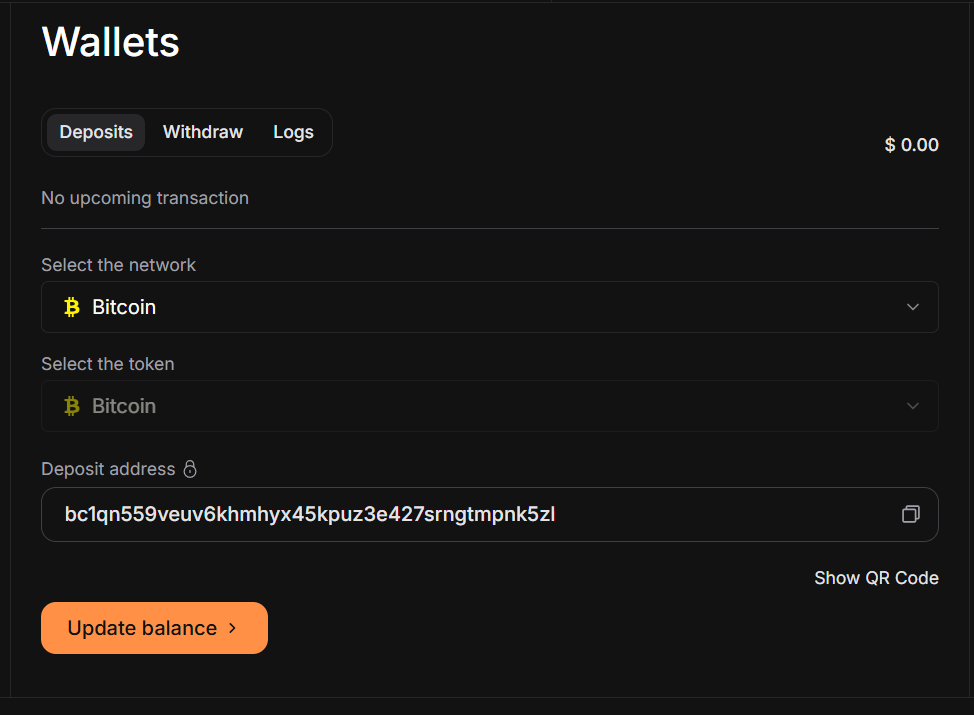 Wallets
Deposits Withdraw Logs
$ 0.00
No upcoming transaction
Select the network
Bitcoin
Select the token
Bitcoin
Deposit address
bc1qn559veuv6khmhyx45kpuz3e427srngtmpnk5zl
Show QR Code
Update balance